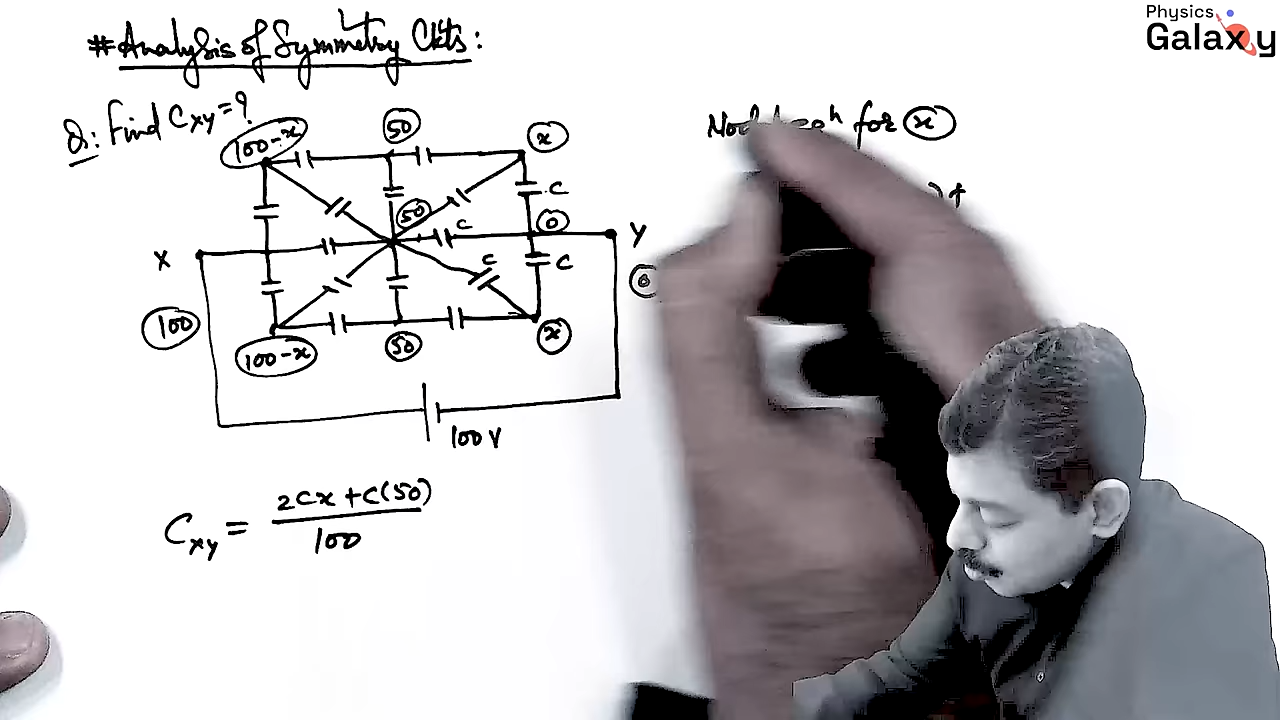 Physics
Galaxy
# Analysis of Symmetry Ckts:
Q: Find Cxy = ?
100-x
50
x
for x
C
50
C
0
X
Y
C
C
0
100
100-x
50
x
100 V
Cxy = 2Cx + C(50)
100